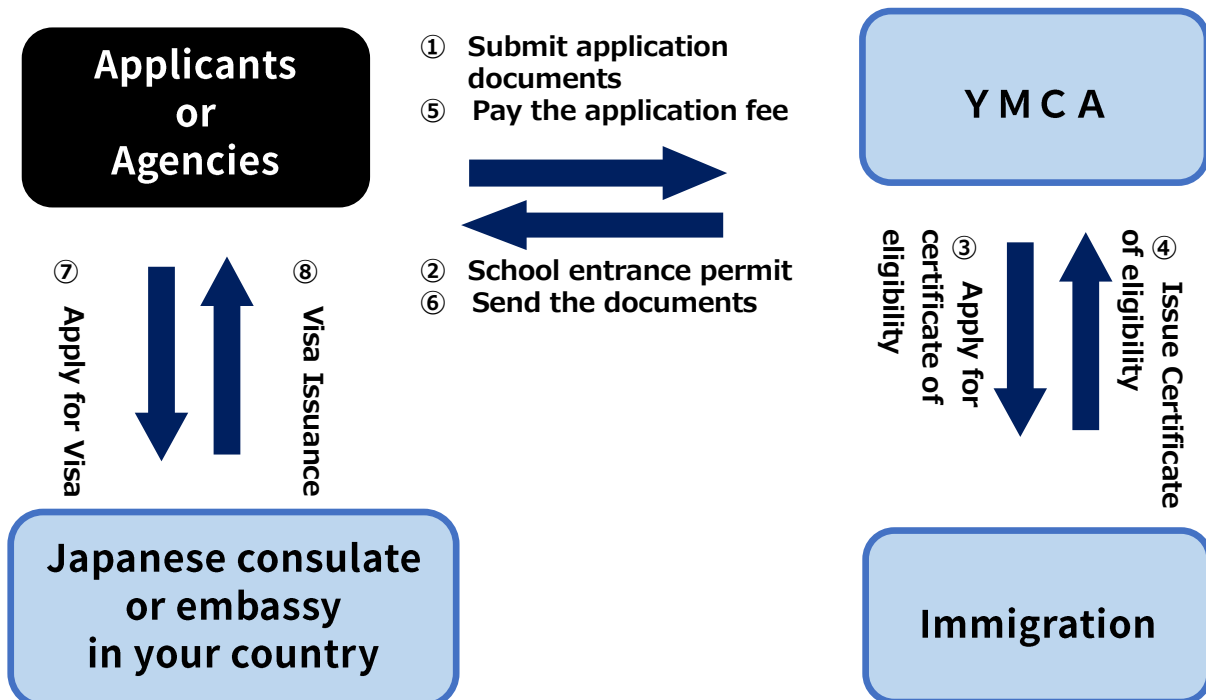 Applicants
or
Agencies
① Submit application
documents
⑤ Pay the application fee
Y M C A
② School entrance permit
⑥ Send the documents
⑦ Apply for Visa
⑧ Visa Issuance
③ Apply for
certificate of
eligibility
④ Issue Certificate
of eligibility
Japanese consulate
or embassy
in your country
Immigration